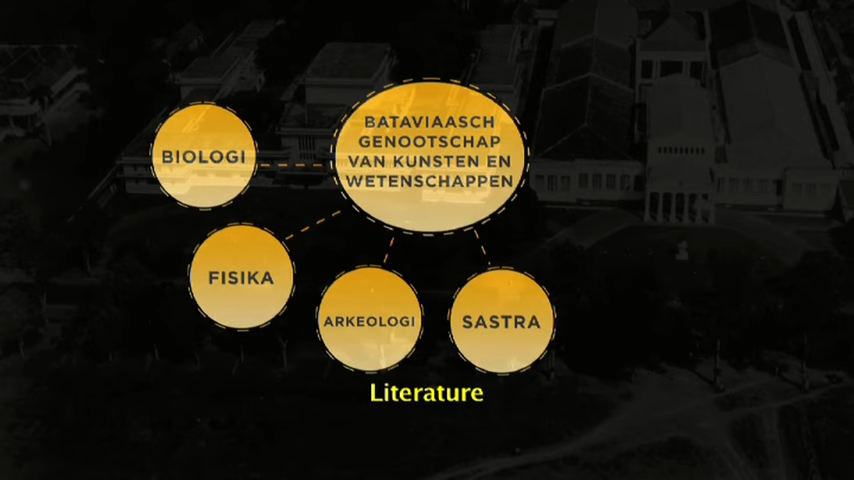 BATAVIAASCH
GENOOTSCHAP
VAN KUNSTEN EN
WETENSCHAPPEN
BIOLOGI
FISIKA
ARKEOLOGI
SASTRA
Literature